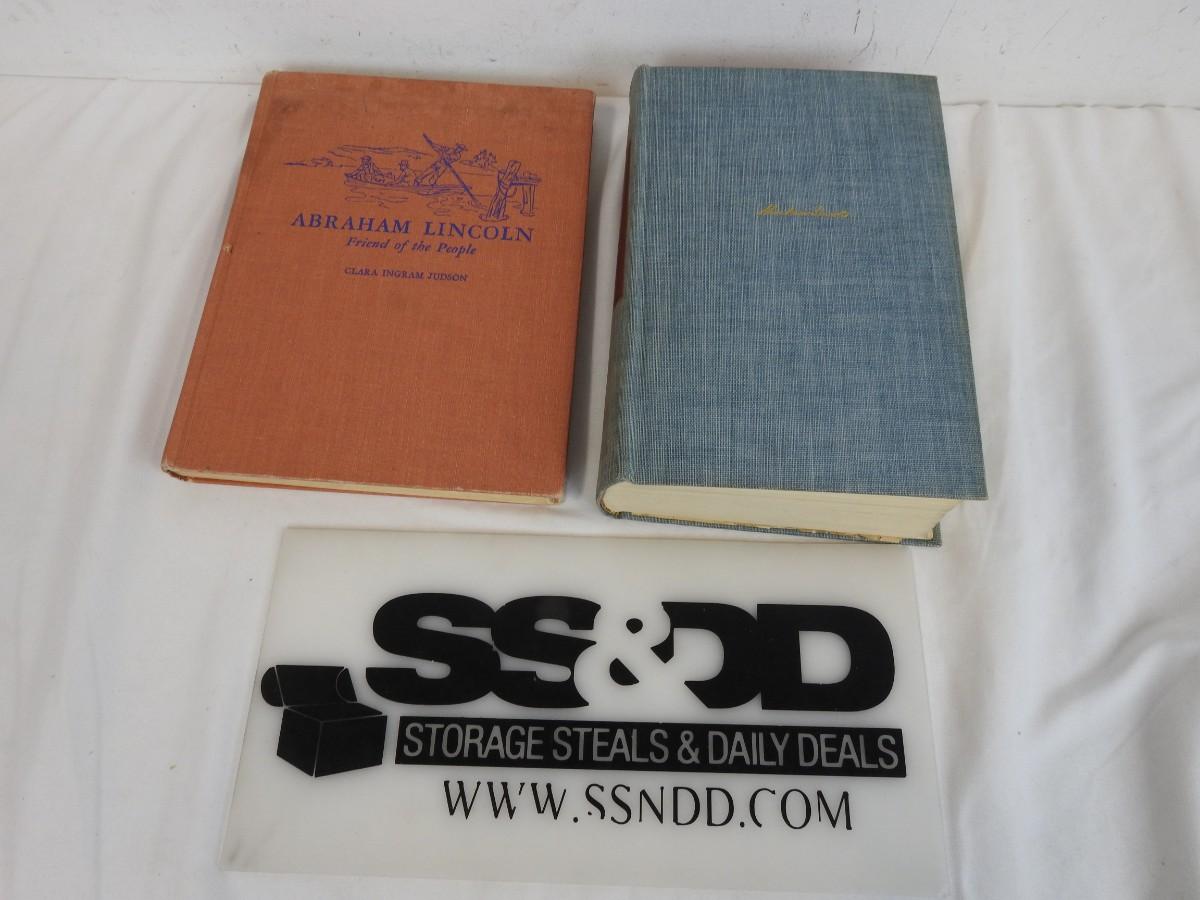 ABRAHAM LINCOLN
Friend of the People
CLARA INGRAM JUDSON
SS&DD
STORAGE STEALS & DAILY DEALS
WWW.SSNDD.COM